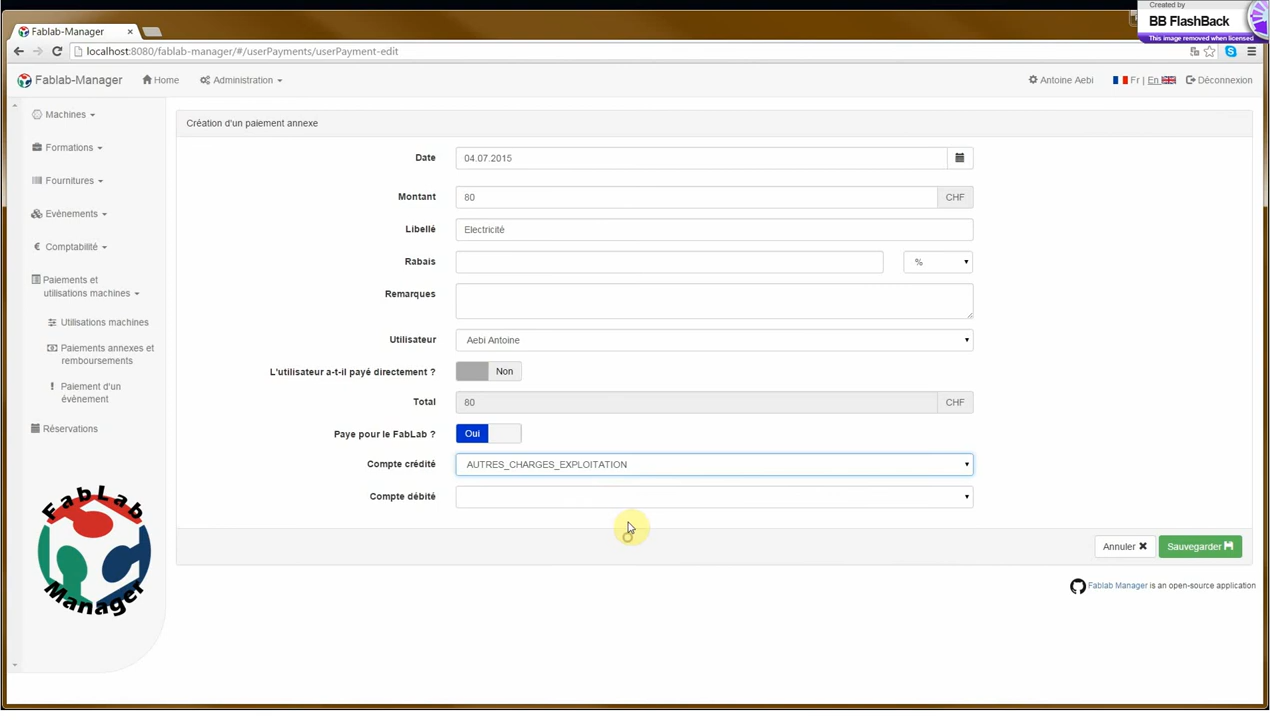 Created by
BB FlashBack
This image removed when licensed
Fablab-Manager
localhost:8080/fablab-manager/#/userPayments/userPayment-edit
Fablab-Manager Home Administration Antoine Aebi Fr | En Déconnexion
Machines
Formations
Fournitures
Evènements
€ Comptabilité
Paiements et
utilisations machines
Utilisations machines
Paiements annexes et
remboursements
Paiement d'un
évènement
Réservations
FabLab
Manager
Création d'un paiement annexe
Date 04.07.2015
Montant 80 CHF
Libellé Electricité
Rabais %
Remarques
Utilisateur Aebi Antoine
L'utilisateur a-t-il payé directement ? Non
Total 80 CHF
Paye pour le FabLab ? Oui
Compte crédité AUTRES_CHARGES_EXPLOITATION
Compte débité
Annuler Sauvegarder
Fablab Manager is an open-source application